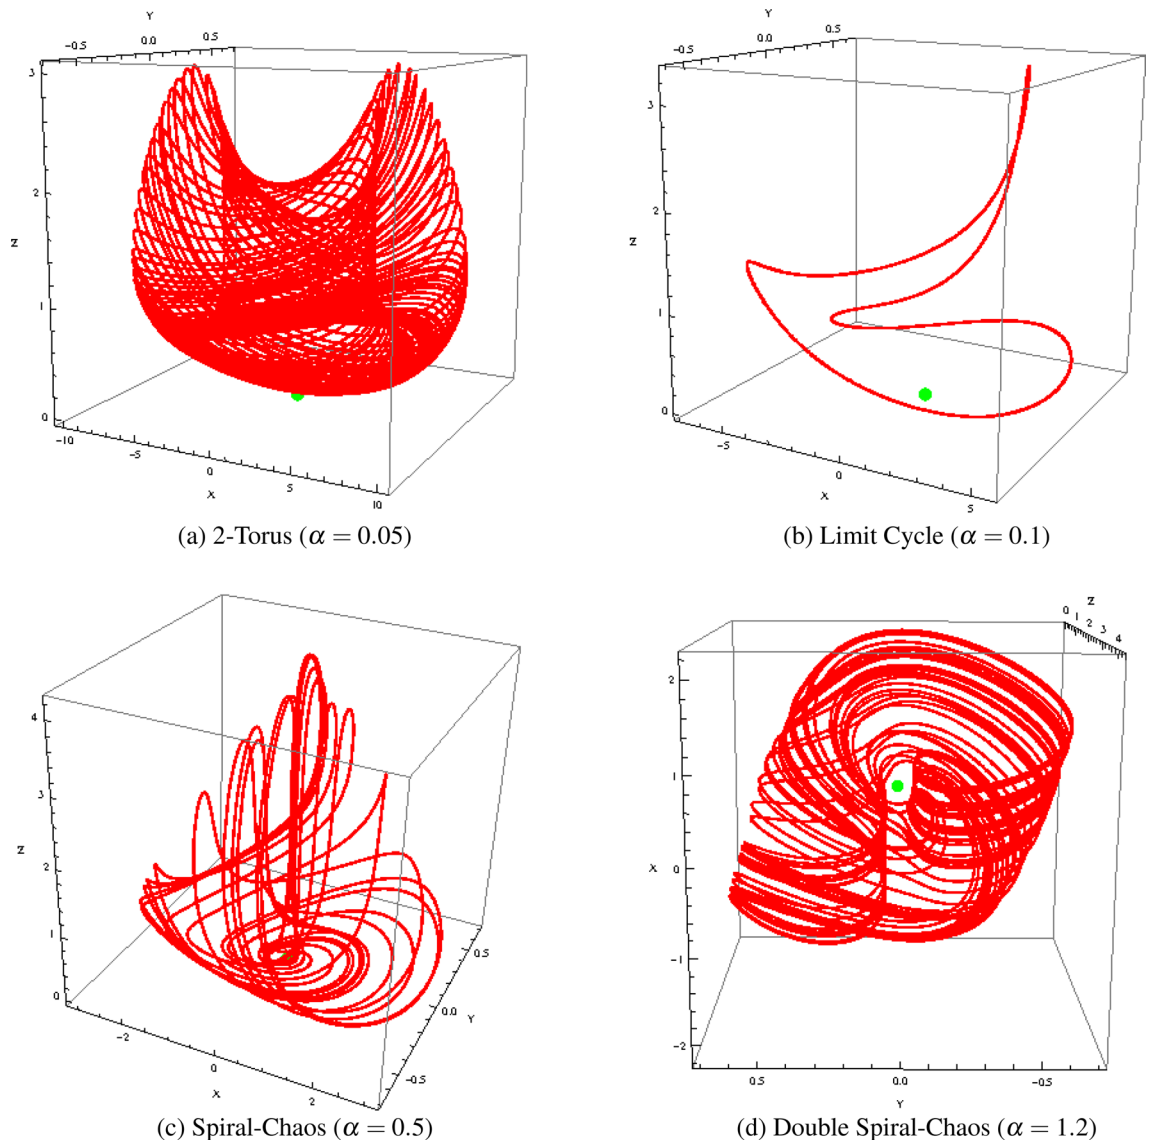 Y
-0.5 0.0 0.5
3
2
Z
1
0
-10 -5 0 5 10
X
(a) 2-Torus (α = 0.05)
Y
-0.5 0.0 0.5
3
2
Z
1
0
-5 0 5
X
(b) Limit Cycle (α = 0.1)
4
3
Z
2
1
0
-2 0 2
X
0.5
0.0 Y
-0.5
(c) Spiral-Chaos (α = 0.5)
Z
0 1 2 3 4
2
1
X 0
-1
-2
0.5 0.0 -0.5
Y
(d) Double Spiral-Chaos (α = 1.2)